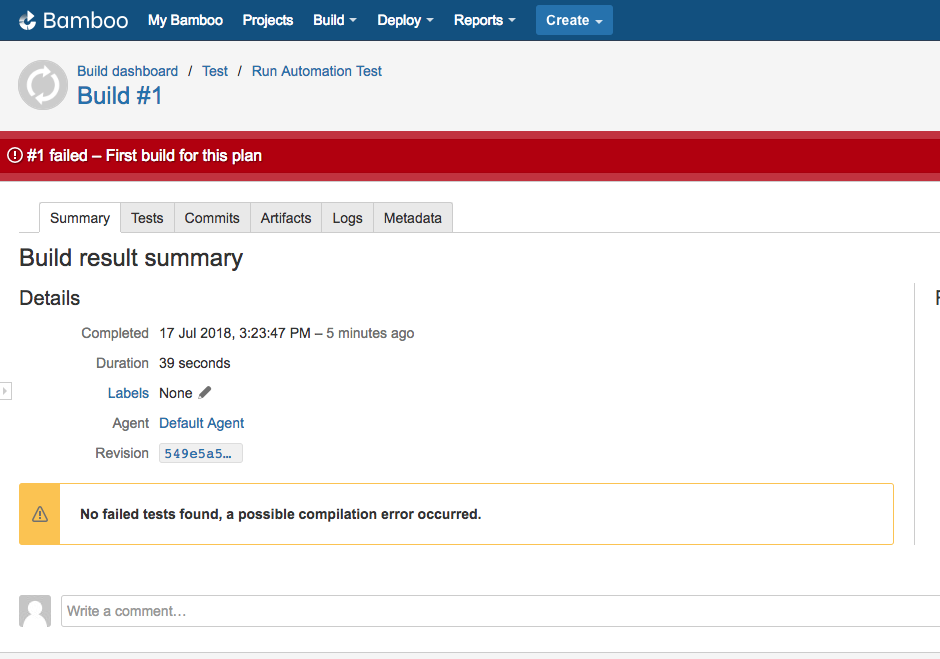 Bamboo My Bamboo Projects Build Deploy Reports Create
Build dashboard / Test / Run Automation Test
Build #1
#1 failed – First build for this plan
Summary Tests Commits Artifacts Logs Metadata
Build result summary
Details
Completed 17 Jul 2018, 3:23:47 PM – 5 minutes ago
Duration 39 seconds
Labels None
Agent Default Agent
Revision 549e5a5…
No failed tests found, a possible compilation error occurred.
Write a comment…